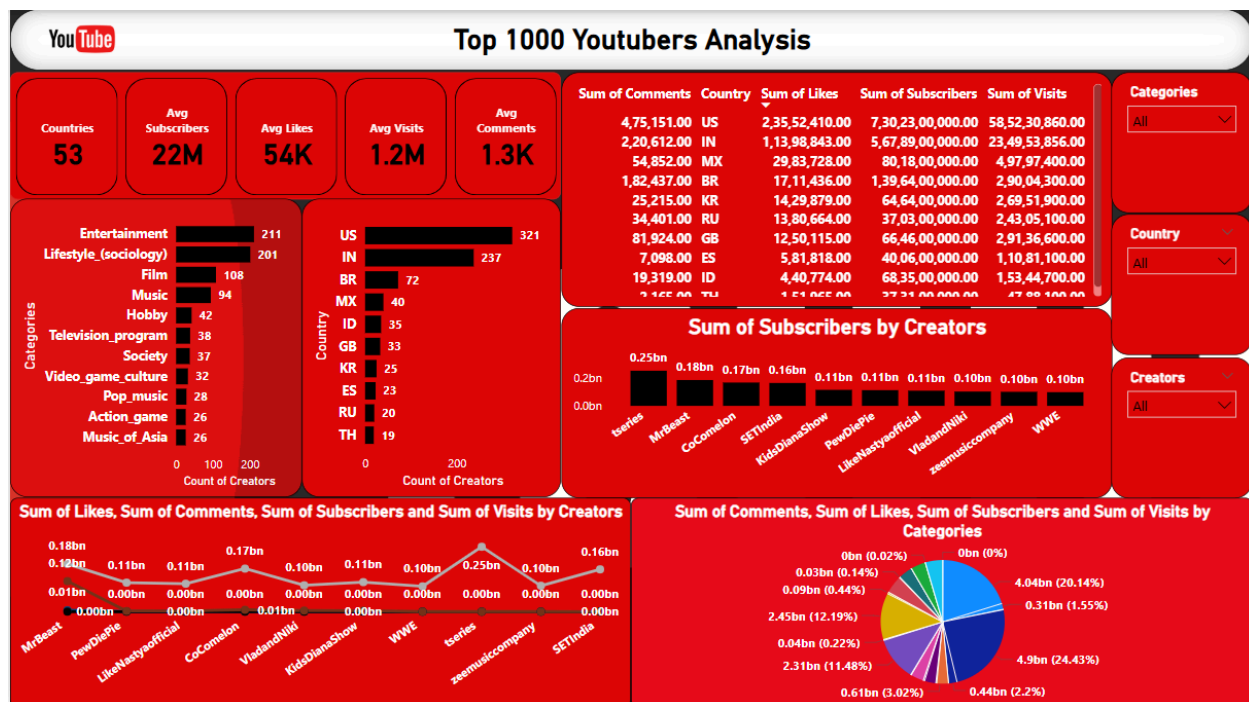 YouTube
Top 1000 Youtubers Analysis
Countries
53
Avg
Subscribers
22M
Avg Likes
54K
Avg Visits
1.2M
Avg
Comments
1.3K
Sum of Comments Country Sum of Likes Sum of Subscribers Sum of Visits
4,75,151.00 US 2,35,52,410.00 7,30,23,00,000.00 58,52,30,860.00
2,20,612.00 IN 1,13,98,843.00 5,67,89,00,000.00 23,49,53,856.00
54,852.00 MX 29,83,728.00 80,18,00,000.00 4,97,97,400.00
1,82,437.00 BR 17,11,436.00 1,39,64,00,000.00 2,90,04,300.00
25,215.00 KR 14,29,879.00 64,64,00,000.00 2,69,51,900.00
34,401.00 RU 13,80,664.00 37,03,00,000.00 2,43,05,100.00
81,924.00 GB 12,50,115.00 66,46,00,000.00 2,91,36,600.00
7,098.00 ES 5,81,818.00 40,06,00,000.00 1,10,81,100.00
19,319.00 ID 4,40,774.00 68,35,00,000.00 1,53,44,700.00
2,165.00 TH 1,51,965.00 37,31,00,000.00 47,88,100.00
Categories
All
Country
All
Creators
All
Categories
Entertainment 211
Lifestyle_(sociology) 201
Film 108
Music 94
Hobby 42
Television_program 38
Society 37
Video_game_culture 32
Pop_music 28
Action_game 26
Music_of_Asia 26
0 100 200
Count of Creators
Country
US 321
IN 237
BR 72
MX 40
ID 35
GB 33
KR 25
ES 23
RU 20
TH 19
0 200
Count of Creators
Sum of Subscribers by Creators
0.2bn
0.0bn
0.25bn 0.18bn 0.17bn 0.16bn 0.11bn 0.11bn 0.11bn 0.10bn 0.10bn 0.10bn
tseries MrBeast CoComelon SETIndia KidsDianaShow PewDiePie LikeNastyaofficial VladandNiki zeemusiccompany WWE
Sum of Likes, Sum of Comments, Sum of Subscribers and Sum of Visits by Creators
0.18bn 0.11bn 0.11bn 0.17bn 0.10bn 0.11bn 0.10bn 0.25bn 0.10bn 0.16bn
0.12bn
0.01bn 0.00bn 0.00bn 0.00bn 0.00bn 0.00bn 0.00bn 0.00bn 0.00bn 0.00bn
0.00bn 0.00bn 0.01bn 0.00bn 0.00bn
MrBeast PewDiePie LikeNastyaofficial CoComelon VladandNiki KidsDianaShow WWE tseries zeemusiccompany SETIndia
Sum of Comments, Sum of Likes, Sum of Subscribers and Sum of Visits by
Categories
0bn (0%)
4.04bn (20.14%)
0.31bn (1.55%)
4.9bn (24.43%)
0.44bn (2.2%)
0.61bn (3.02%)
2.31bn (11.48%)
0.04bn (0.22%)
2.45bn (12.19%)
0.09bn (0.44%)
0.03bn (0.14%)
0bn (0.02%)